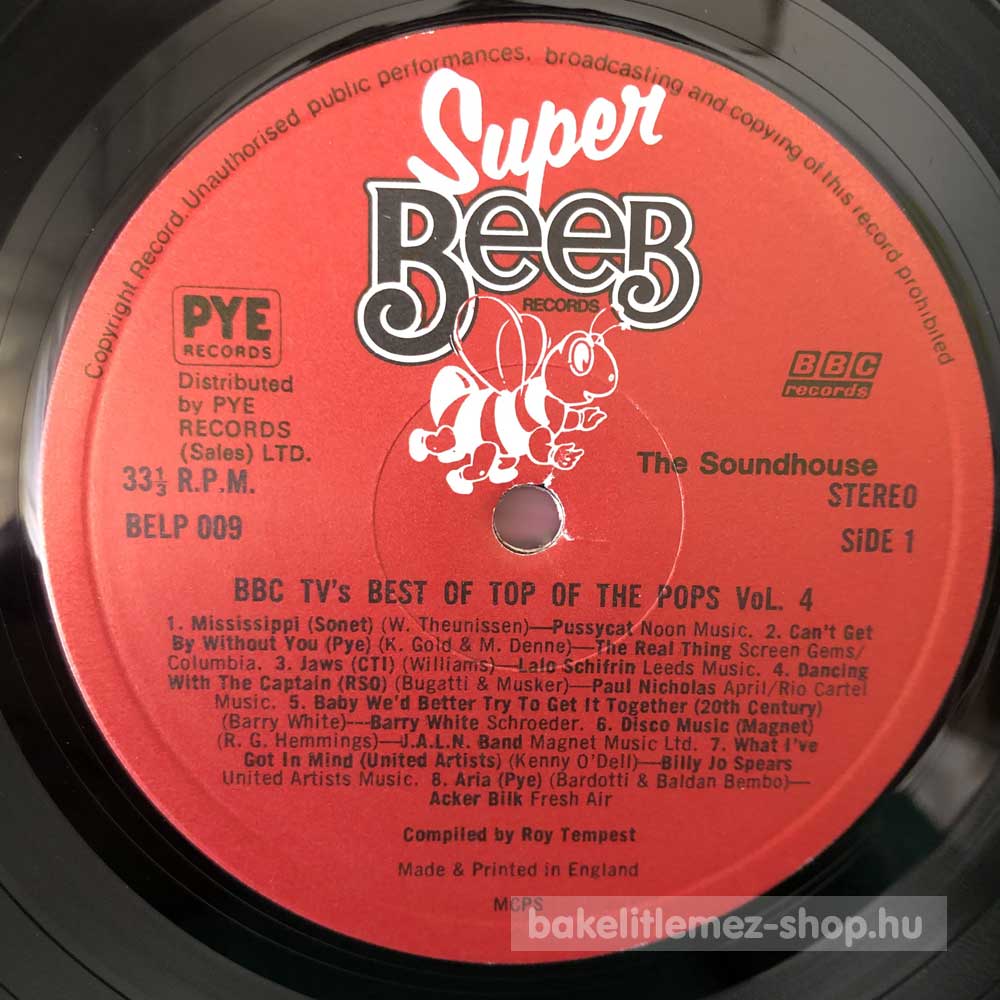 Copyright Record. Unauthorised public performances, broadcasting and copying of this record prohibited
Super
BeeB
RECORDS
PYE
RECORDS
BBC
records
Distributed
by PYE
RECORDS
(Sales) LTD.
The Soundhouse
33⅓ R.P.M.
STEREO
BELP 009
SiDE 1
BBC TV's BEST OF TOP OF THE POPS VoL. 4
1. Mississippi (Sonet) (W. Theunissen)—Pussycat Noon Music. 2. Can't Get
By Without You (Pye) (K. Gold & M. Denne)—The Real Thing Screen Gems/
Columbia. 3. Jaws (CTI) (Williams)—Lalo Schifrin Leeds Music. 4. Dancing
With The Captain (RSO) (Bugatti & Musker)—Paul Nicholas April/Rio Cartel
Music. 5. Baby We'd Better Try To Get It Together (20th Century)
(Barry White)---Barry White Schroeder. 6. Disco Music (Magnet)
(R. G. Hemmings)—J.A.L.N. Band Magnet Music Ltd. 7. What I've
Got In Mind (United Artists) (Kenny O'Dell)—Billy Jo Spears
United Artists Music. 8. Aria (Pye) (Bardotti & Baldan Bembo)—
Acker Bilk Fresh Air
Compiled by Roy Tempest
Made & Printed in England
MCPS
bakelitlemez-shop.hu